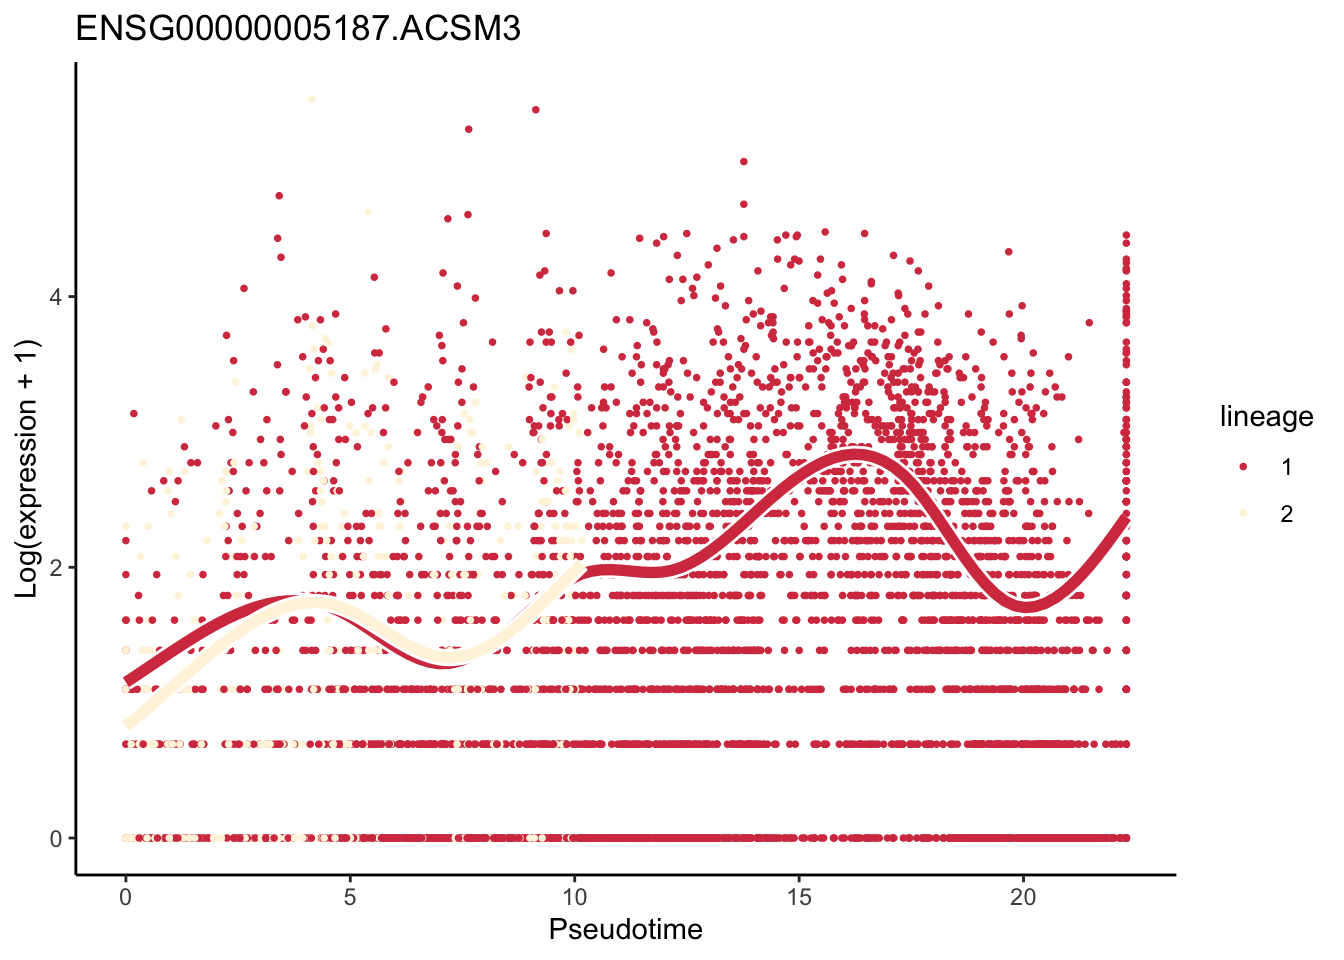 ENSG00000005187.ACSM3
Log(expression + 1)
4
2
0
0
5
10
15
20
Pseudotime
lineage
1
2